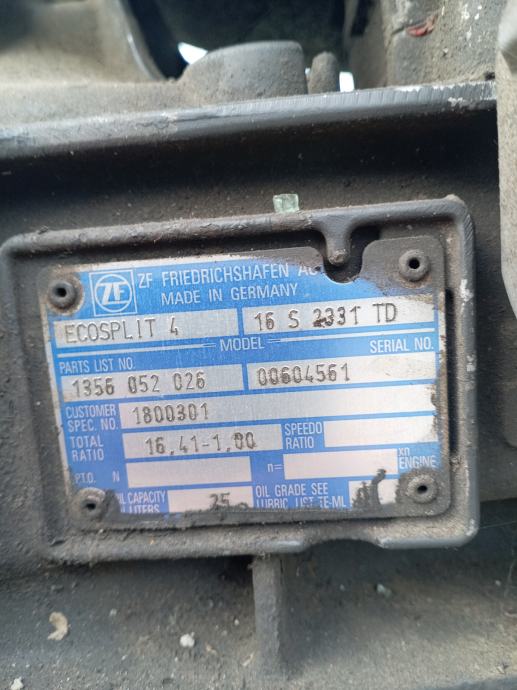 ZF FRIEDRICHSHAFEN AG
ZF
MADE IN GERMANY
ECOSPLIT 4 16 S 2331 TD
MODEL
PARTS LIST NO. SERIAL NO.
1356 052 026 00604561
CUSTOMER SPEC. NO. 1800301
TOTAL RATIO 16,41-1,00 SPEEDO RATIO
P.T.O. N n= xn ENGINE
OIL CAPACITY LITERS 25 OIL GRADE SEE LUBRIC. LIST TE-ML